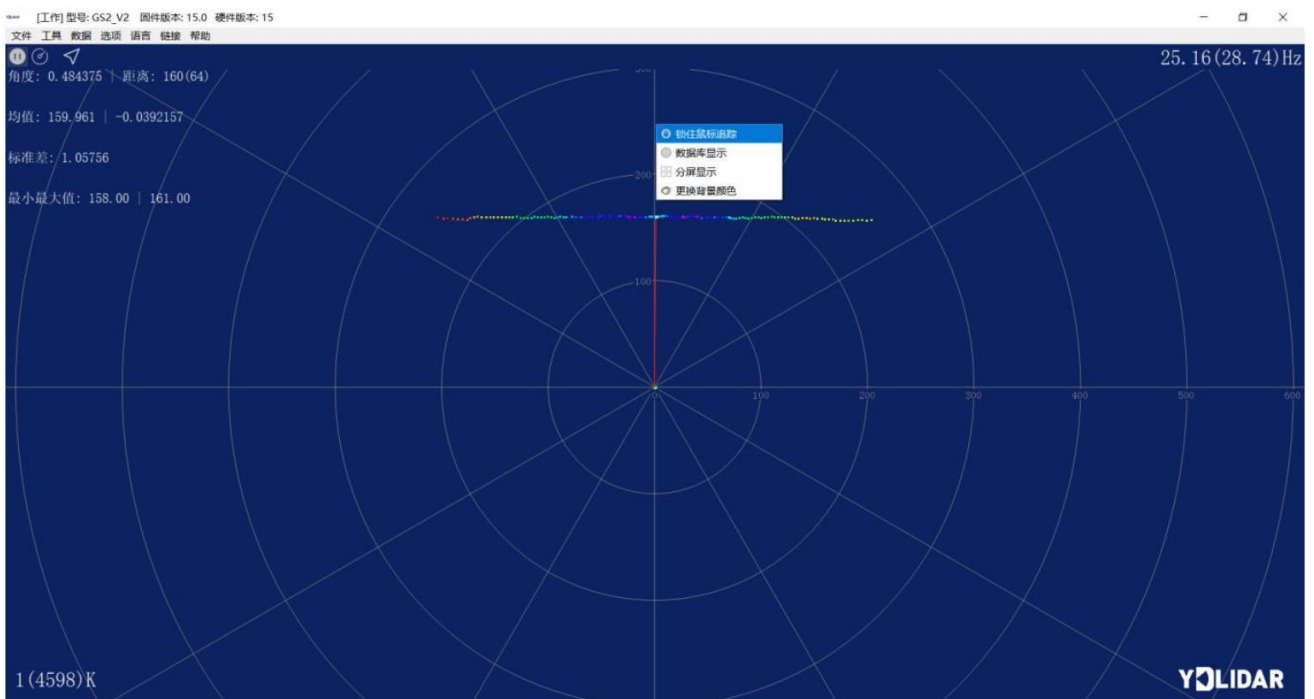 [工作] 型号: GS2_V2 固件版本: 15.0 硬件版本: 15
文件 工具 数据 选项 语言 链接 帮助
25.16(28.74)Hz
角度: 0.484375 | 距离: 160(64)
均值: 159.961 | -0.0392157
标准差: 1.05756
最小最大值: 158.00 | 161.00
300
锁住鼠标追踪
数据库显示
分屏显示
更换背景颜色
200
100
0 100 200 300 400 500 600
1(4598)K
YDLIDAR